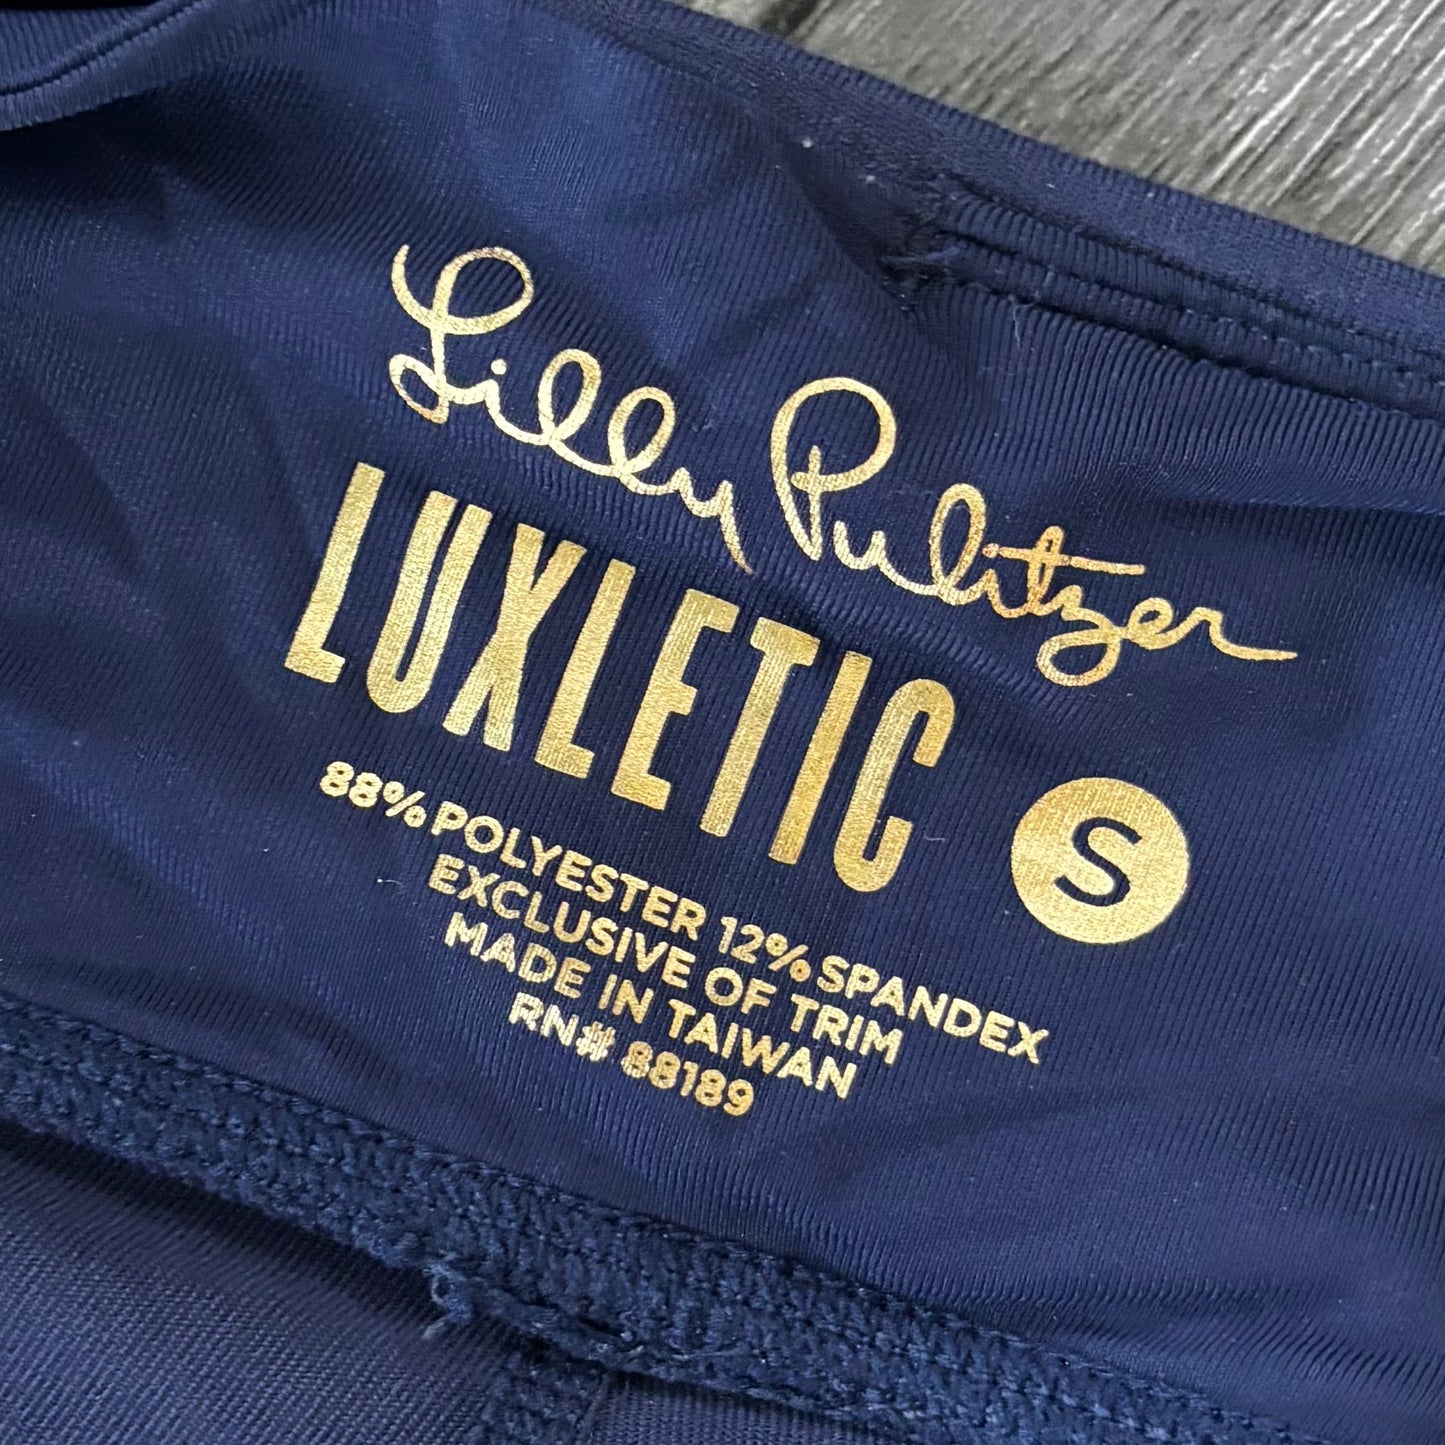 Lilly Pulitzer
LUXLETIC
S
88% POLYESTER 12% SPANDEX
EXCLUSIVE OF TRIM
MADE IN TAIWAN
RN# 88189